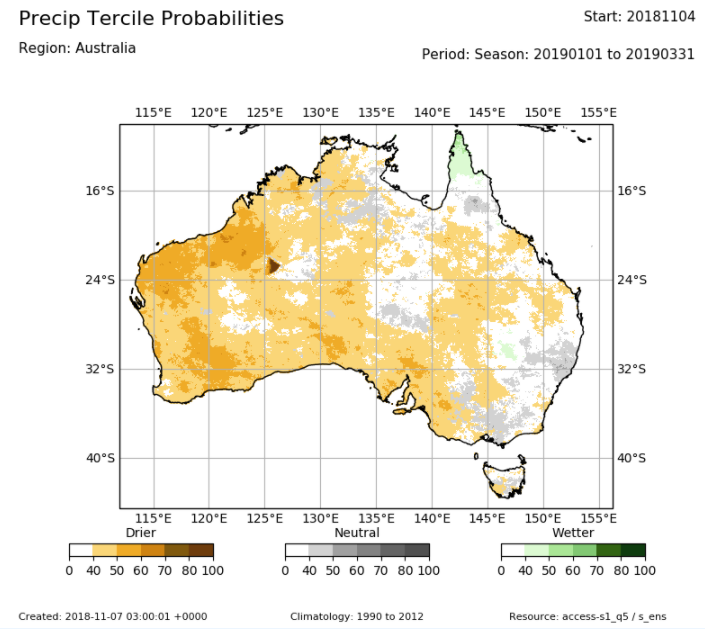 Precip Tercile Probabilities
Start: 20181104
Region: Australia
Period: Season: 20190101 to 20190331
115°E 120°E 125°E 130°E 135°E 140°E 145°E 150°E 155°E
16°S 16°S
24°S 24°S
32°S 32°S
40°S 40°S
115°E 120°E 125°E 130°E 135°E 140°E 145°E 150°E 155°E
Drier Neutral Wetter
0 40 50 60 70 80 100 0 40 50 60 70 80 100 0 40 50 60 70 80 100
Created: 2018-11-07 03:00:01 +0000 Climatology: 1990 to 2012 Resource: access-s1_q5 / s_ens